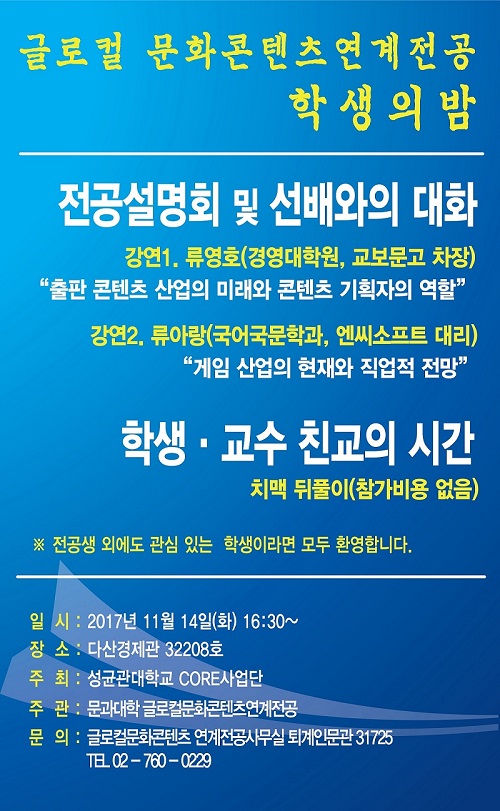 글로컬 문화콘텐츠연계전공
학생의밤
전공설명회 및 선배와의 대화
강연1. 류영호(경영대학원, 교보문고 차장)
“출판 콘텐츠 산업의 미래와 콘텐츠 기획자의 역할”
강연2. 류아랑(국어국문학과, 엔씨소프트 대리)
“게임 산업의 현재와 직업적 전망”
학생 · 교수 친교의 시간
치맥 뒤풀이(참가비용 없음)
※ 전공생 외에도 관심 있는 학생이라면 모두 환영합니다.
일 시 : 2017년 11월 14일(화) 16:30~
장 소 : 다산경제관 32208호
주 최 : 성균관대학교 CORE사업단
주 관 : 문과대학 글로컬문화콘텐츠연계전공
문 의 : 글로컬문화콘텐츠 연계전공사무실 퇴계인문관 31725
TEL 02 – 760 – 0229